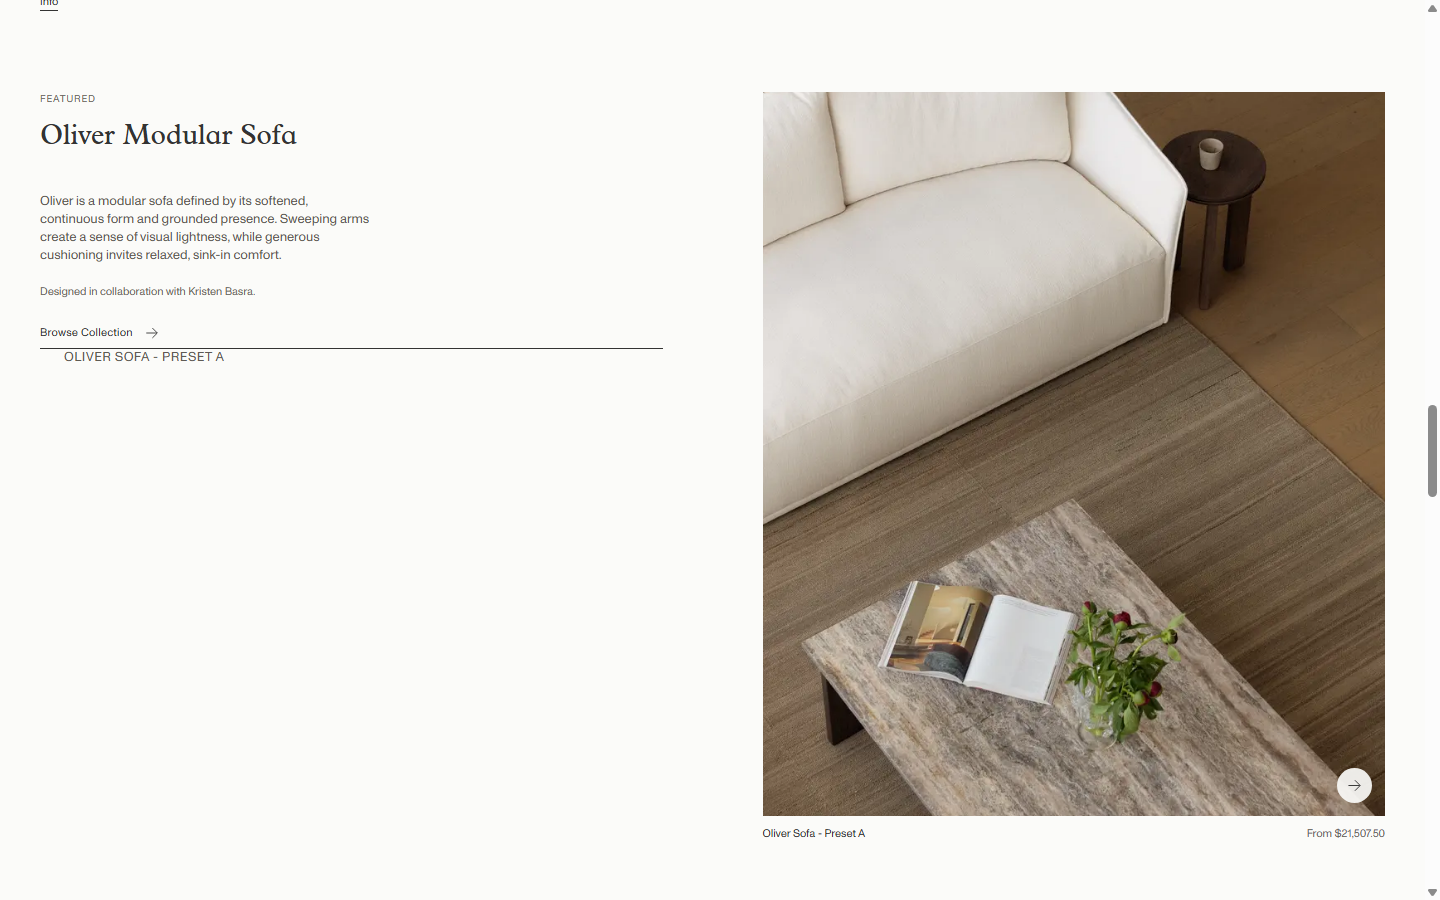 Info
FEATURED
Oliver Modular Sofa
Oliver is a modular sofa defined by its softened,
continuous form and grounded presence. Sweeping arms
create a sense of visual lightness, while generous
cushioning invites relaxed, sink-in comfort.
Designed in collaboration with Kristen Basra.
Browse Collection
OLIVER SOFA - PRESET A
Oliver Sofa - Preset A
From $21,507.50